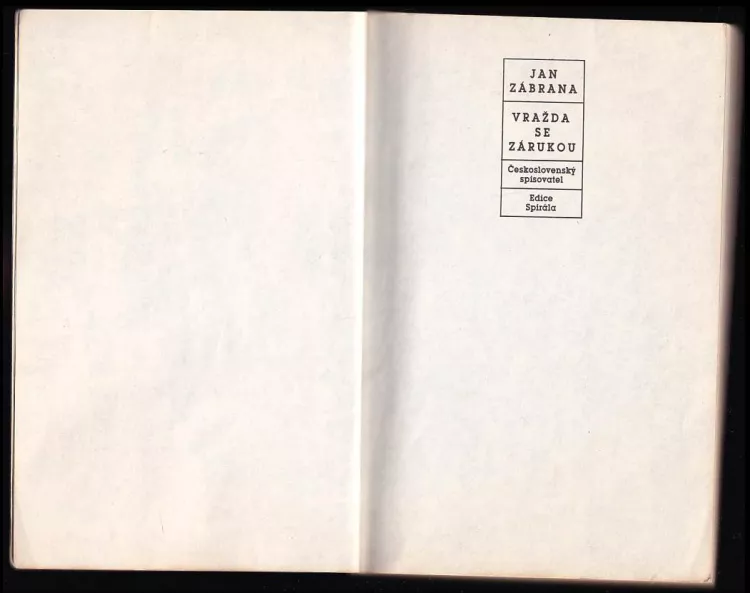 JAN
ZÁBRANA
VRAŽDA
SE
ZÁRUKOU
Československý
spisovatel
Edice
Spirála